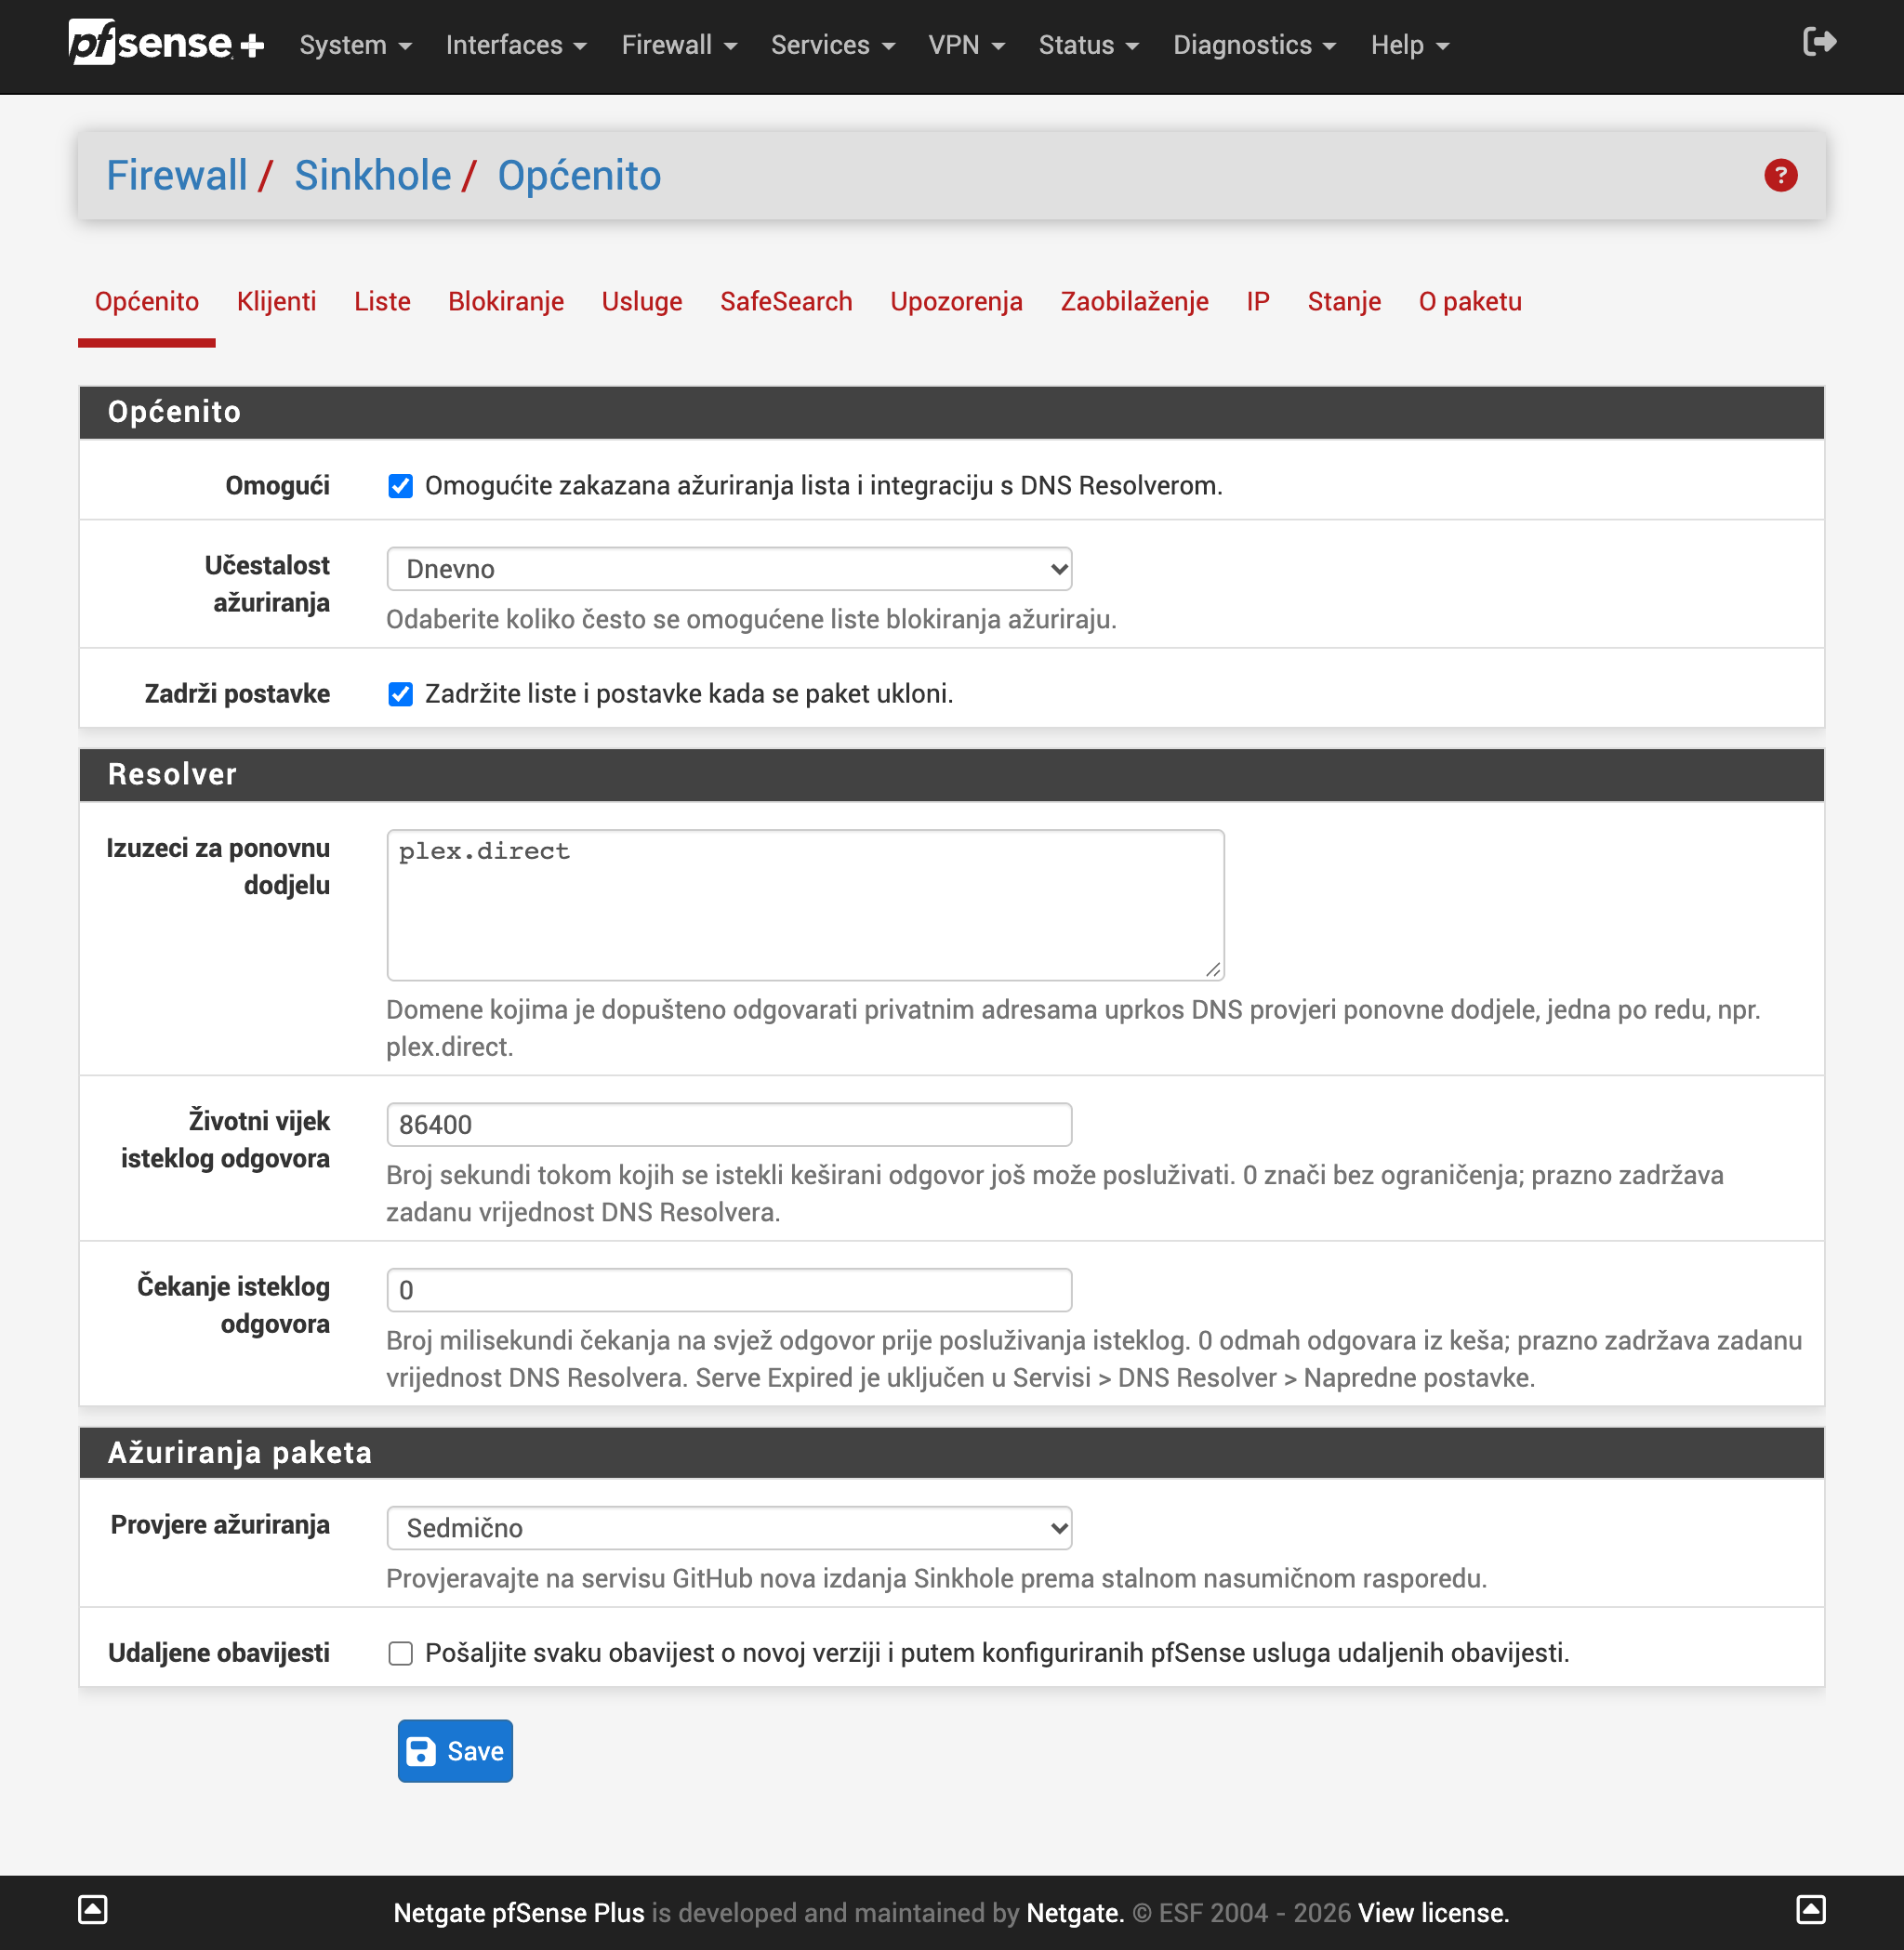 pfsense +
System Interfaces Firewall Services VPN Status Diagnostics Help
Firewall / Sinkhole / Općenito
?
Općenito Klijenti Liste Blokiranje Usluge SafeSearch Upozorenja Zaobilaženje IP Stanje O paketu
Općenito
Omogući
Omogućite zakazana ažuriranja lista i integraciju s DNS Resolverom.
Učestalost
ažuriranja
Dnevno
Odaberite koliko često se omogućene liste blokiranja ažuriraju.
Zadrži postavke
Zadržite liste i postavke kada se paket ukloni.
Resolver
Izuzeci za ponovnu
dodjelu
plex.direct
Domene kojima je dopušteno odgovarati privatnim adresama uprkos DNS provjeri ponovne dodjele, jedna po redu, npr.
plex.direct.
Životni vijek
isteklog odgovora
86400
Broj sekundi tokom kojih se istekli keširani odgovor još može posluživati. 0 znači bez ograničenja; prazno zadržava
zadanu vrijednost DNS Resolvera.
Čekanje isteklog
odgovora
0
Broj milisekundi čekanja na svjež odgovor prije posluživanja isteklog. 0 odmah odgovara iz keša; prazno zadržava zadanu
vrijednost DNS Resolvera. Serve Expired je uključen u Servisi > DNS Resolver > Napredne postavke.
Ažuriranja paketa
Provjere ažuriranja
Sedmično
Provjeravajte na servisu GitHub nova izdanja Sinkhole prema stalnom nasumičnom rasporedu.
Udaljene obavijesti
Pošaljite svaku obavijest o novoj verziji i putem konfiguriranih pfSense usluga udaljenih obavijesti.
Save
Netgate pfSense Plus is developed and maintained by Netgate. © ESF 2004 - 2026 View license.